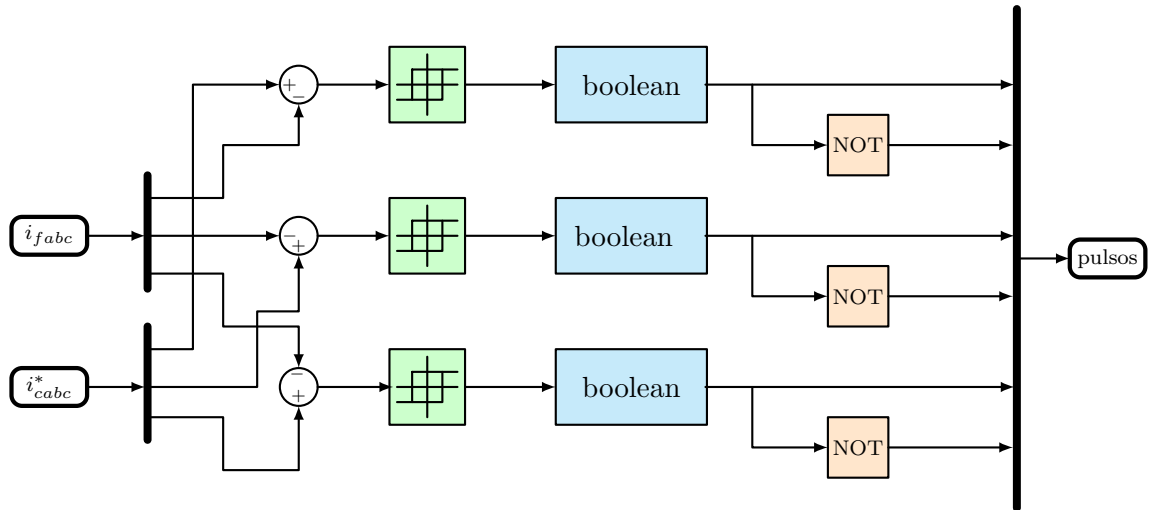 +
−
boolean
NOT
i_{fabc}
−
+
boolean
pulsos
NOT
i^*_{cabc}
−
+
boolean
NOT